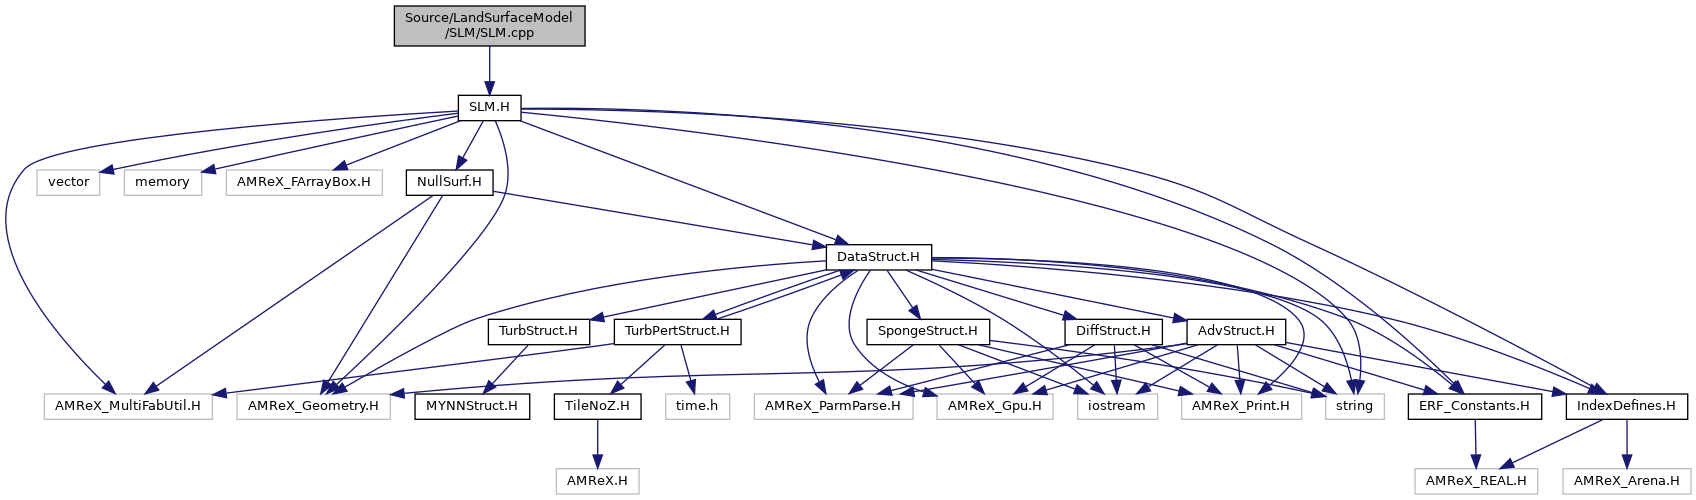 Source/LandSurfaceModel
/SLM/SLM.cpp
SLM.H
vector
memory
AMReX_FArrayBox.H
NullSurf.H
DataStruct.H
TurbStruct.H
TurbPertStruct.H
SpongeStruct.H
DiffStruct.H
AdvStruct.H
AMReX_MultiFabUtil.H
AMReX_Geometry.H
MYNNStruct.H
TileNoZ.H
time.h
AMReX_ParmParse.H
AMReX_Gpu.H
iostream
AMReX_Print.H
string
ERF_Constants.H
IndexDefines.H
AMReX.H
AMReX_REAL.H
AMReX_Arena.H